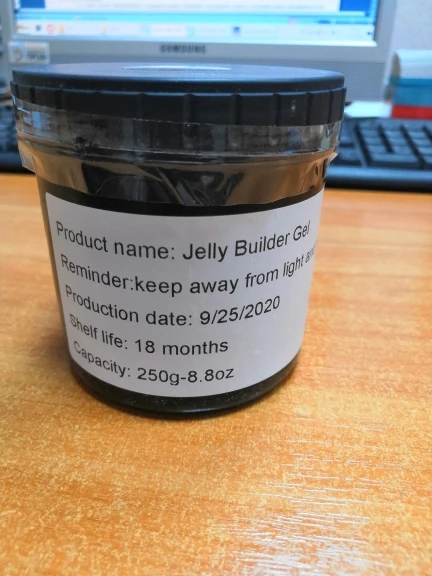 SAMSUNG
Product name: Jelly Builder Gel
Reminder:keep away from light and
Production date: 9/25/2020
Shelf life: 18 months
Capacity: 250g-8.8oz